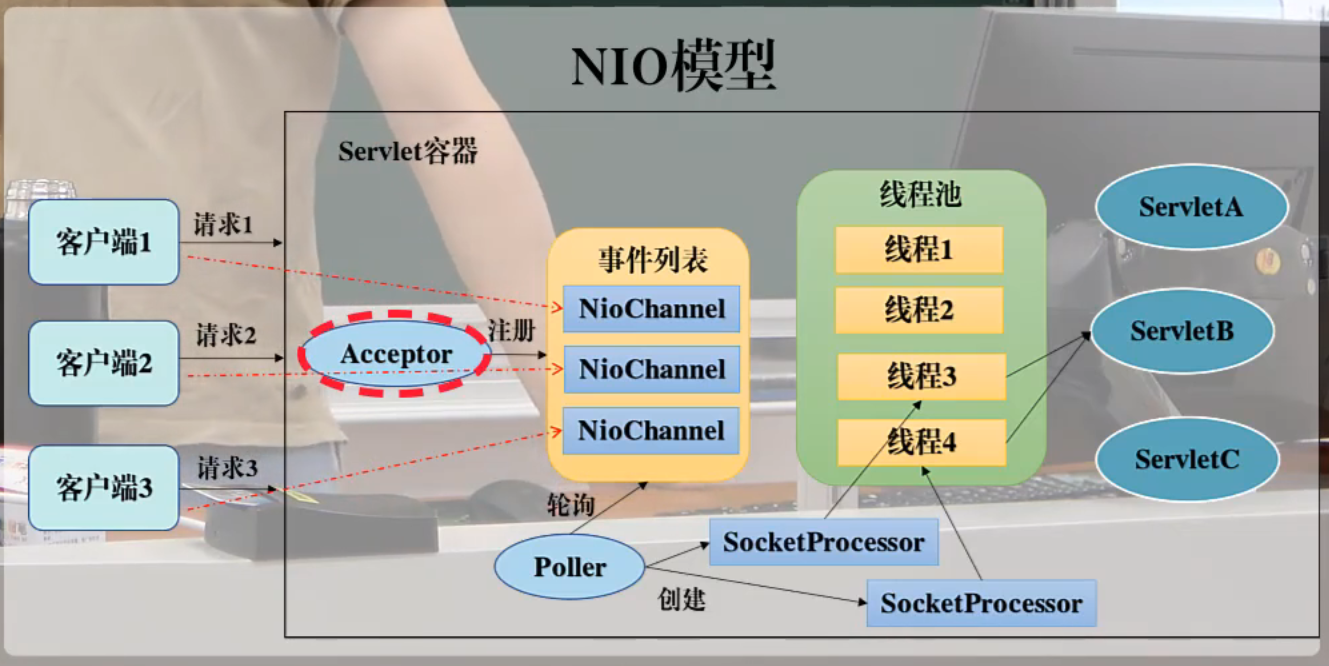 NIO模型
Servlet容器
客户端1
请求1
客户端2
请求2
客户端3
请求3
Acceptor
注册
事件列表
NioChannel
NioChannel
NioChannel
轮询
Poller
创建
SocketProcessor
SocketProcessor
线程池
线程1
线程2
线程3
线程4
ServletA
ServletB
ServletC